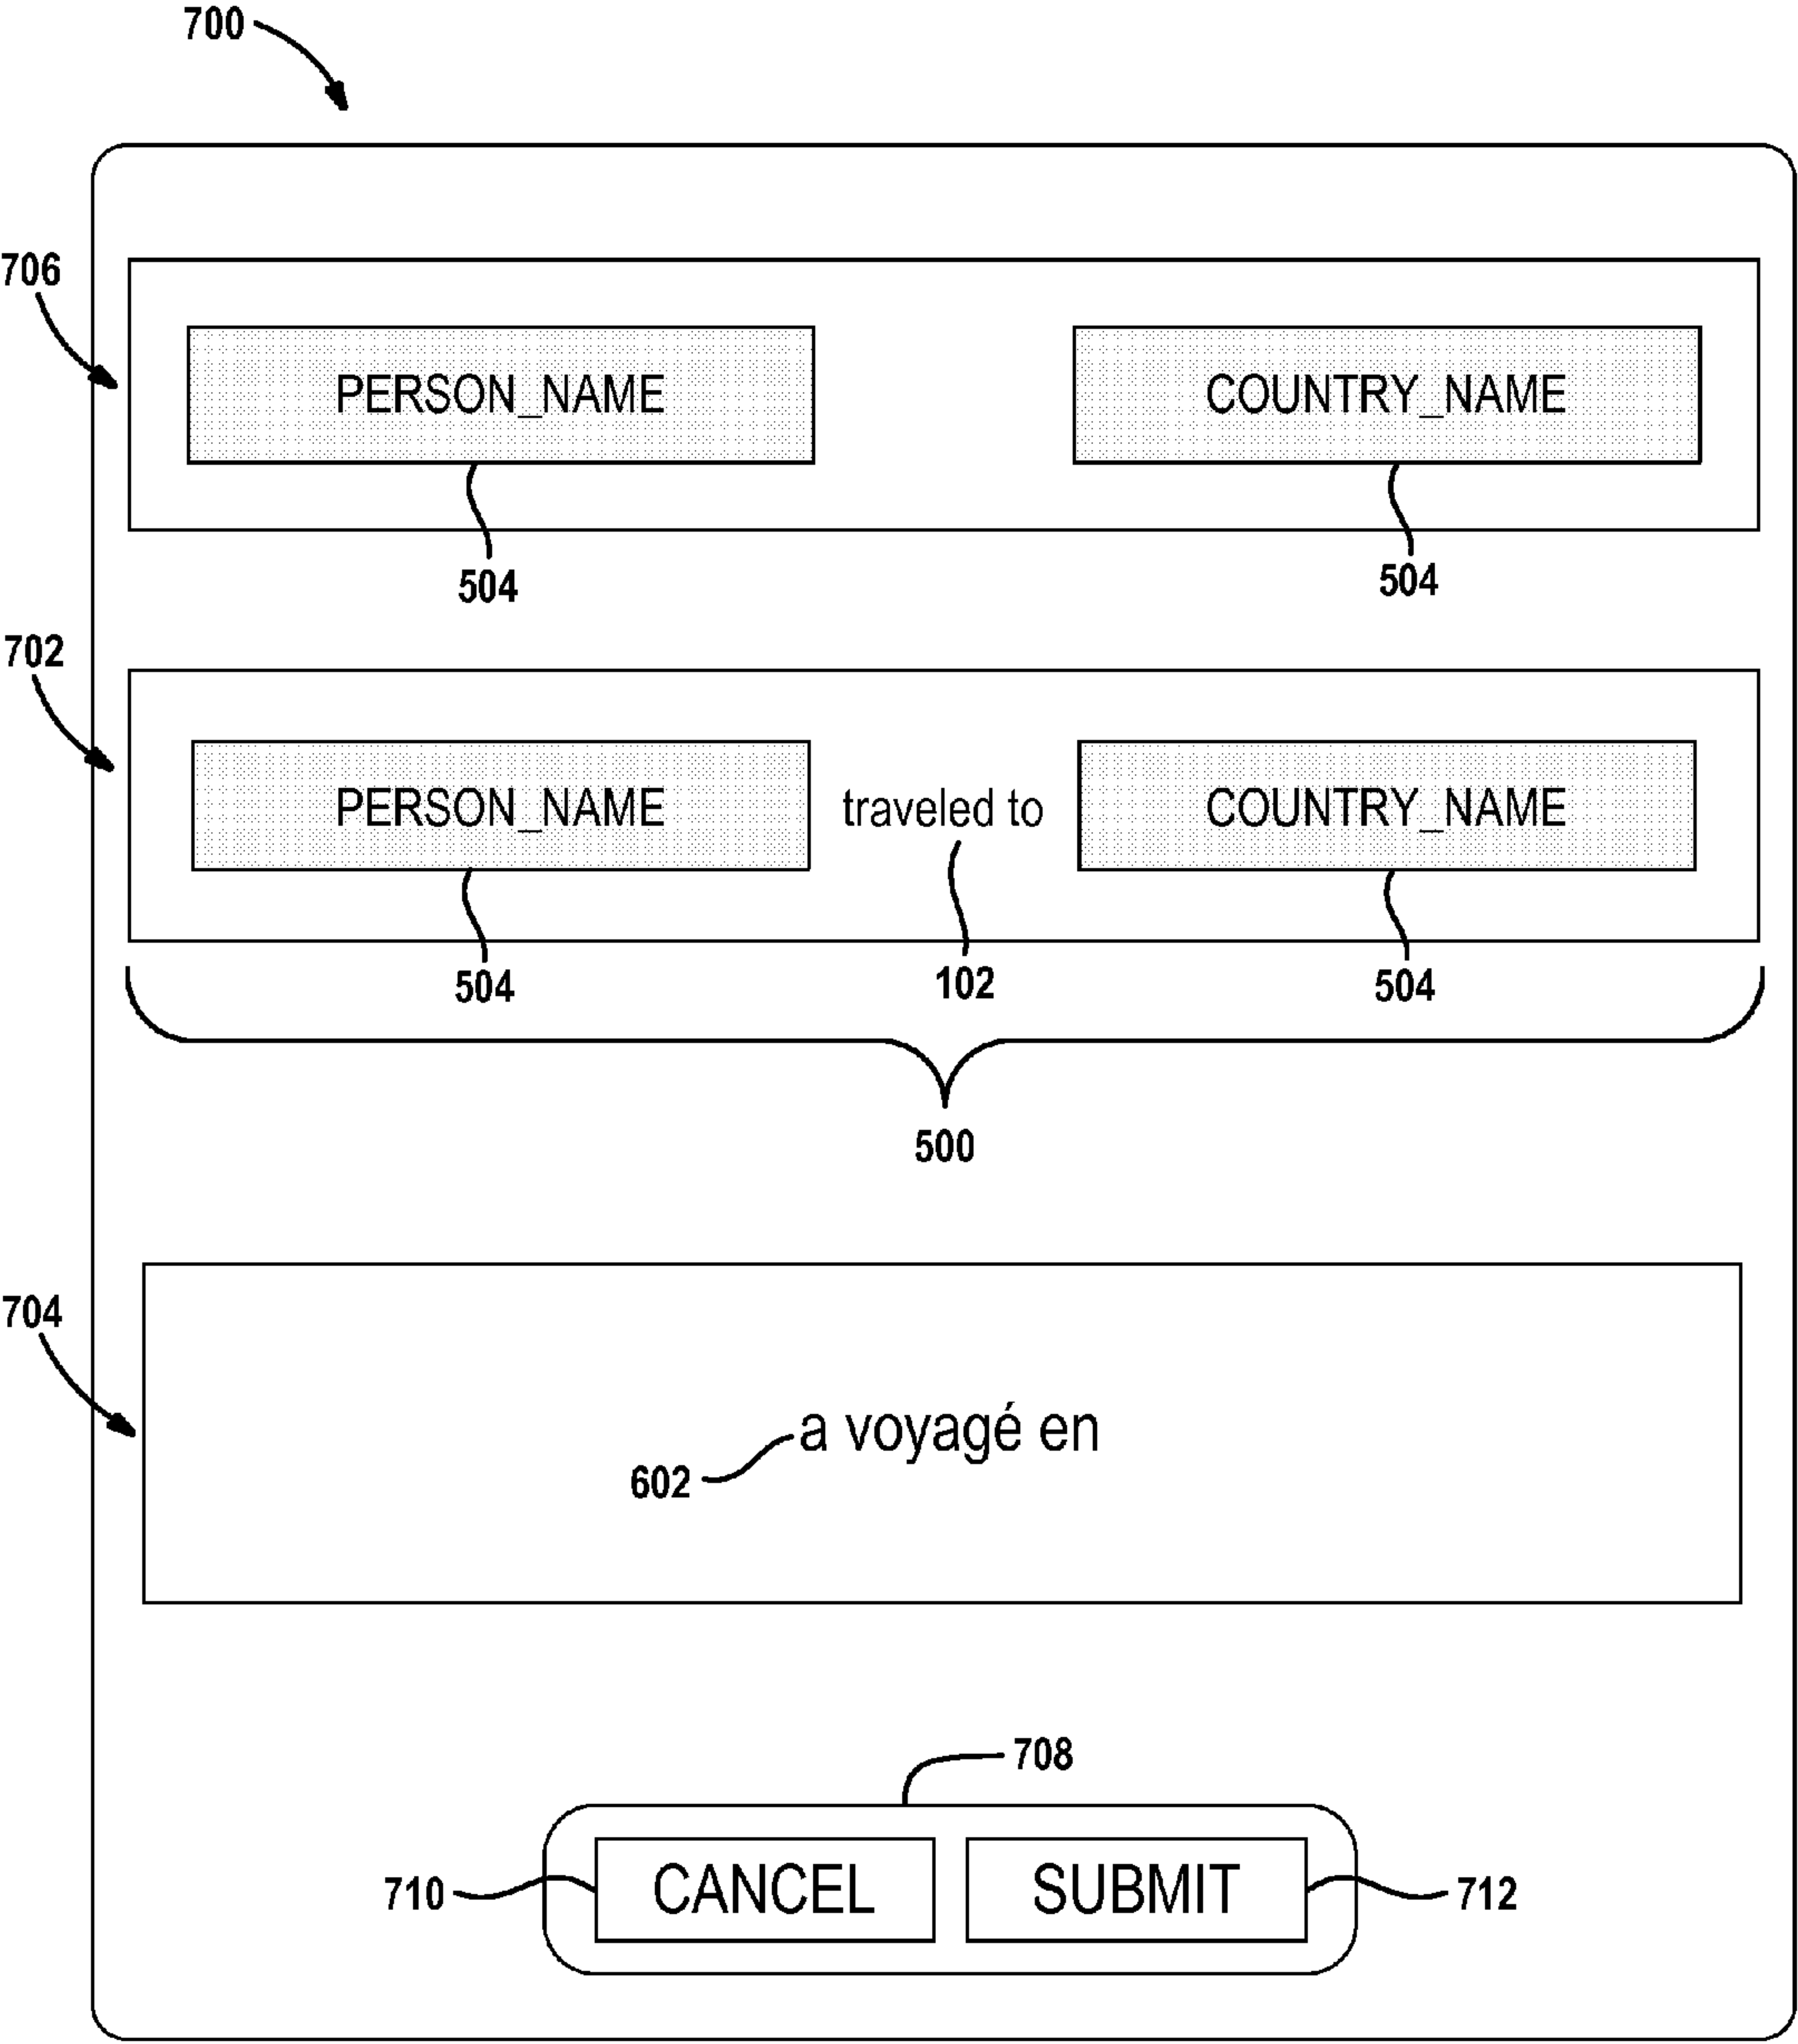 700
706
PERSON_NAME COUNTRY_NAME
504 504
702
PERSON_NAME traveled to COUNTRY_NAME
504 102 504
500
704
a voyagé en
602
708
710 CANCEL SUBMIT 712